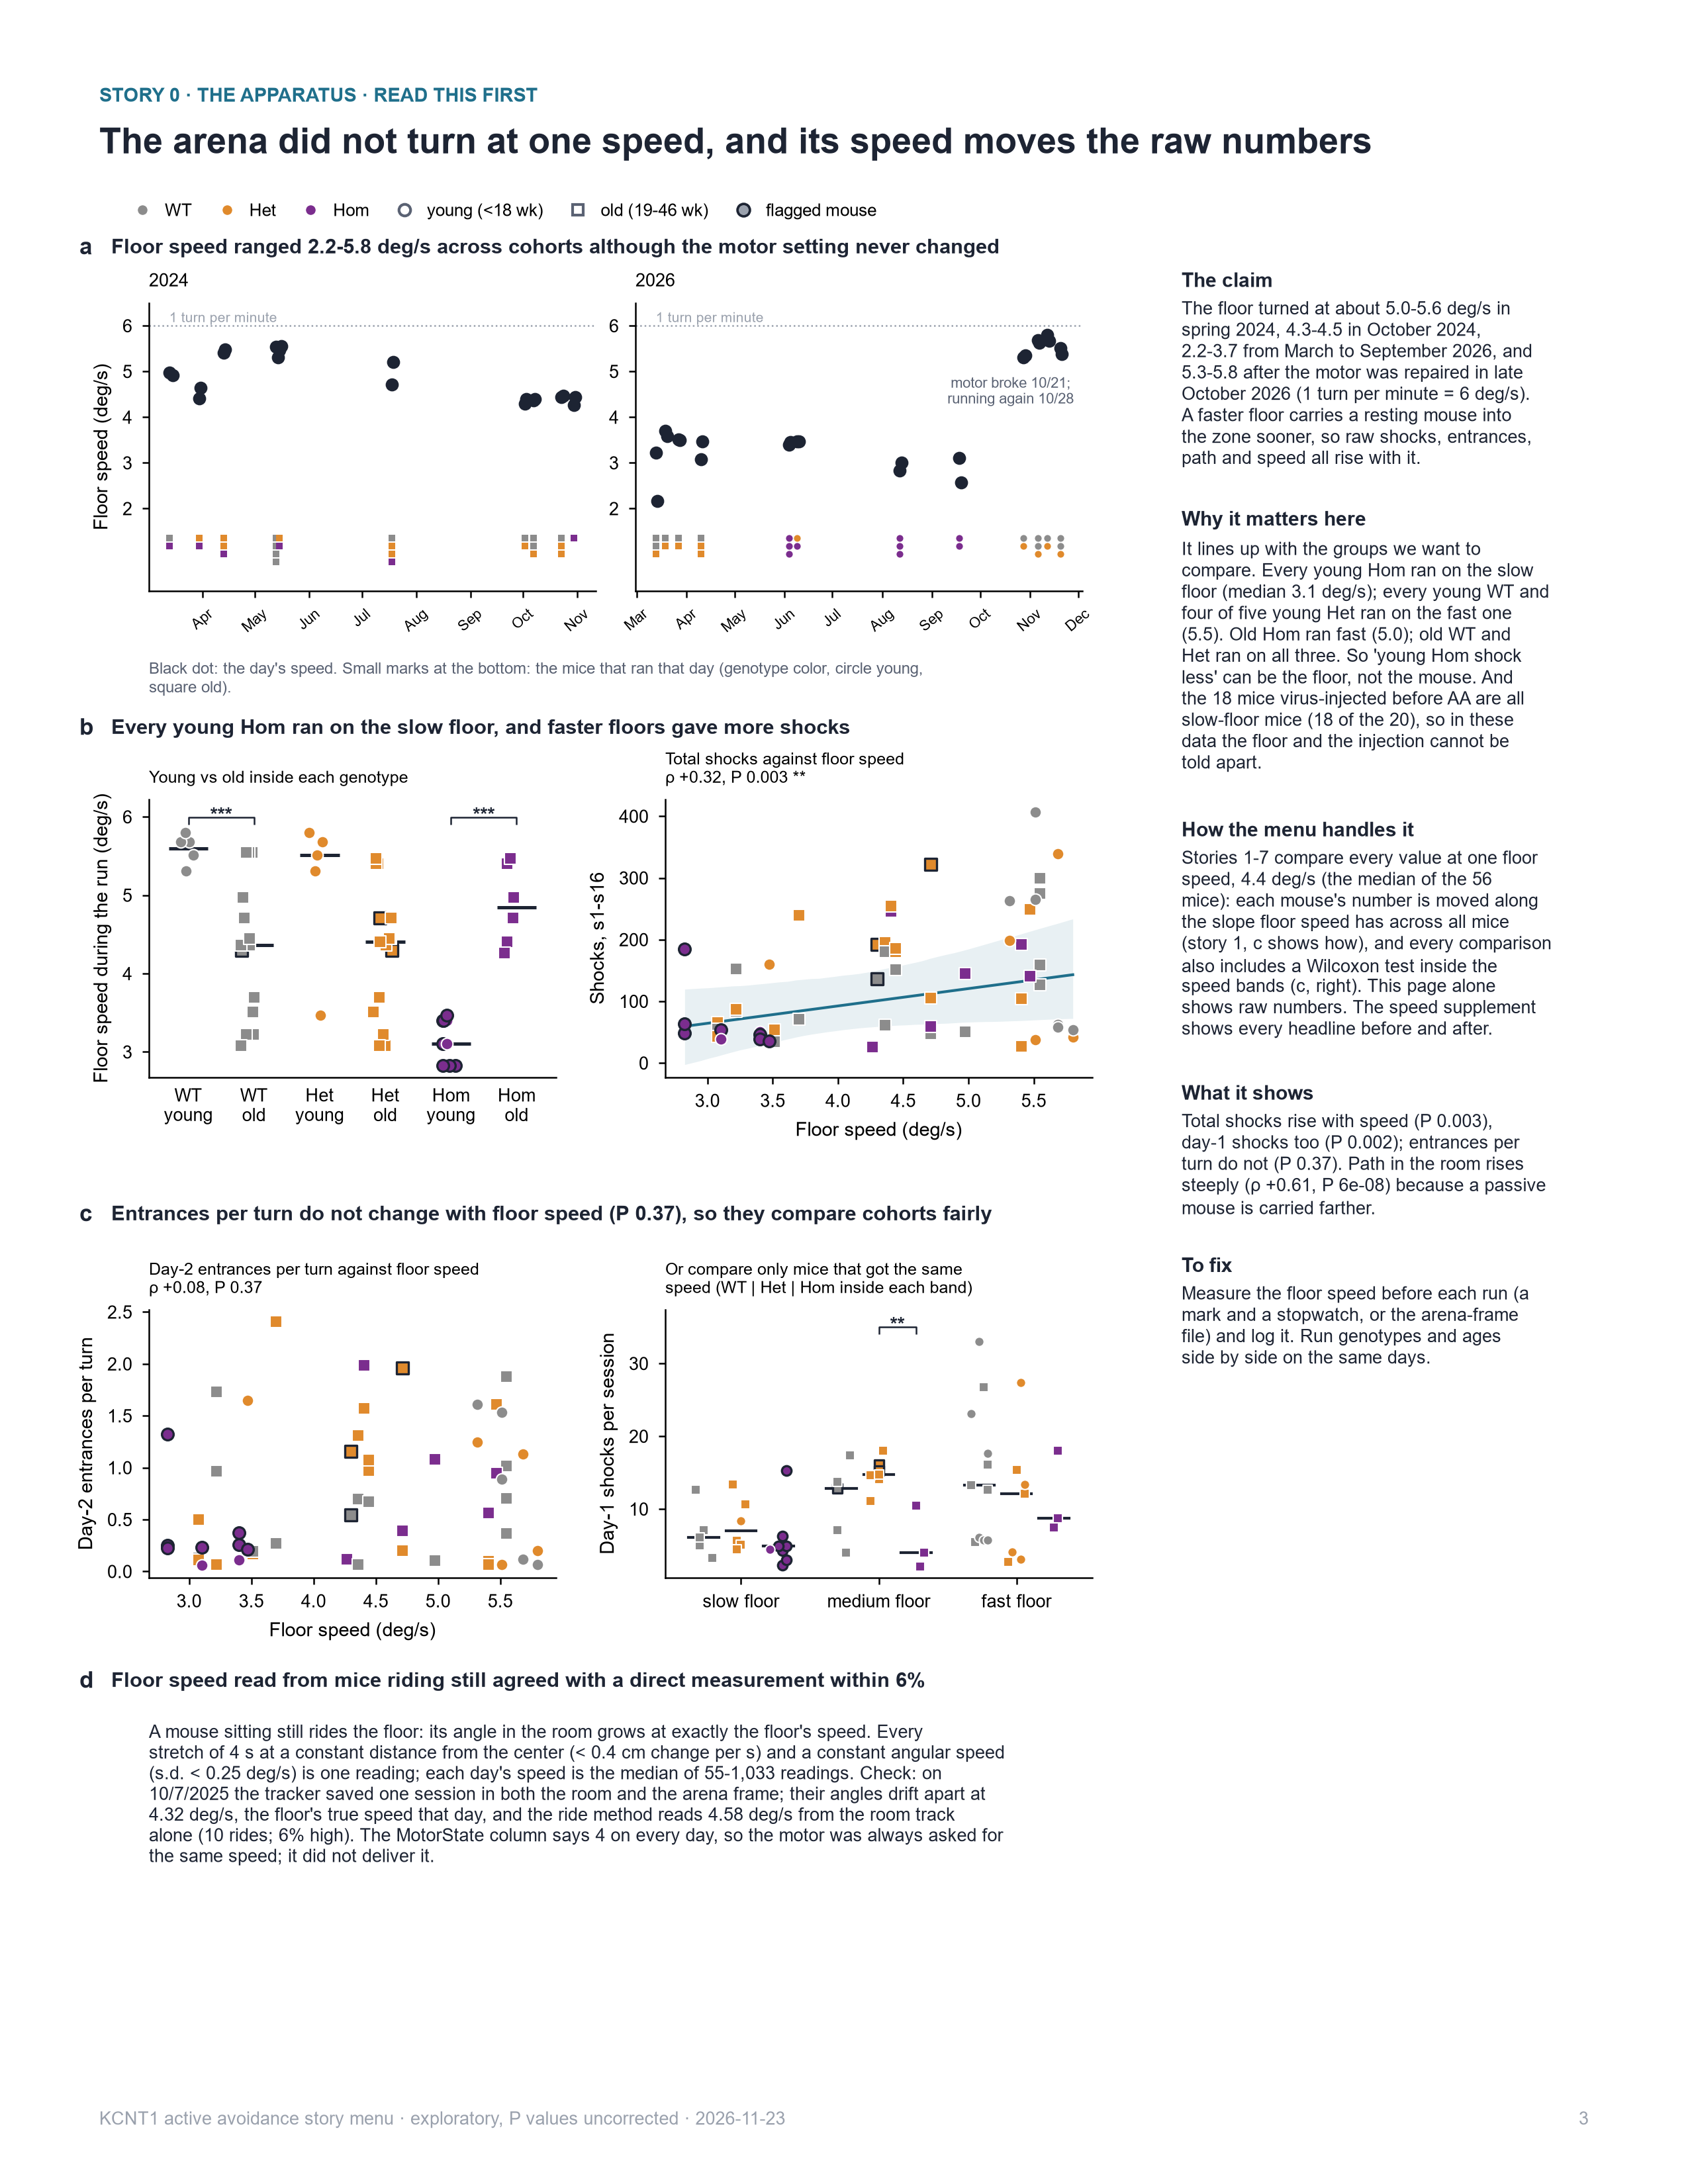 STORY 0 · THE APPARATUS · READ THIS FIRST
The arena did not turn at one speed, and its speed moves the raw numbers
WT Het Hom young (<18 wk) old (19-46 wk) flagged mouse
a Floor speed ranged 2.2-5.8 deg/s across cohorts although the motor setting never changed
2024
2026
1 turn per minute
1 turn per minute
motor broke 10/21;
running again 10/28
Floor speed (deg/s)
6
5
4
3
2
6
5
4
3
2
Apr May Jun Jul Aug Sep Oct Nov
Mar Apr May Jun Jul Aug Sep Oct Nov Dec
Black dot: the day's speed. Small marks at the bottom: the mice that ran that day (genotype color, circle young,
square old).
b Every young Hom ran on the slow floor, and faster floors gave more shocks
Young vs old inside each genotype
*** ***
Floor speed during the run (deg/s)
6
5
4
3
WT young
WT old
Het young
Het old
Hom young
Hom old
Total shocks against floor speed
ρ +0.32, P 0.003 **
Shocks, s1-s16
400
300
200
100
0
3.0 3.5 4.0 4.5 5.0 5.5
Floor speed (deg/s)
c Entrances per turn do not change with floor speed (P 0.37), so they compare cohorts fairly
Day-2 entrances per turn against floor speed
ρ +0.08, P 0.37
Day-2 entrances per turn
2.5
2.0
1.5
1.0
0.5
0.0
3.0 3.5 4.0 4.5 5.0 5.5
Floor speed (deg/s)
Or compare only mice that got the same
speed (WT | Het | Hom inside each band)
**
Day-1 shocks per session
30
20
10
slow floor medium floor fast floor
d Floor speed read from mice riding still agreed with a direct measurement within 6%
A mouse sitting still rides the floor: its angle in the room grows at exactly the floor's speed. Every
stretch of 4 s at a constant distance from the center (< 0.4 cm change per s) and a constant angular speed
(s.d. < 0.25 deg/s) is one reading; each day's speed is the median of 55-1,033 readings. Check: on
10/7/2025 the tracker saved one session in both the room and the arena frame; their angles drift apart at
4.32 deg/s, the floor's true speed that day, and the ride method reads 4.58 deg/s from the room track
alone (10 rides; 6% high). The MotorState column says 4 on every day, so the motor was always asked for
the same speed; it did not deliver it.
The claim
The floor turned at about 5.0-5.6 deg/s in
spring 2024, 4.3-4.5 in October 2024,
2.2-3.7 from March to September 2026, and
5.3-5.8 after the motor was repaired in late
October 2026 (1 turn per minute = 6 deg/s).
A faster floor carries a resting mouse into
the zone sooner, so raw shocks, entrances,
path and speed all rise with it.
Why it matters here
It lines up with the groups we want to
compare. Every young Hom ran on the slow
floor (median 3.1 deg/s); every young WT and
four of five young Het ran on the fast one
(5.5). Old Hom ran fast (5.0); old WT and
Het ran on all three. So 'young Hom shock
less' can be the floor, not the mouse. And
the 18 mice virus-injected before AA are all
slow-floor mice (18 of the 20), so in these
data the floor and the injection cannot be
told apart.
How the menu handles it
Stories 1-7 compare every value at one floor
speed, 4.4 deg/s (the median of the 56
mice): each mouse's number is moved along
the slope floor speed has across all mice
(story 1, c shows how), and every comparison
also includes a Wilcoxon test inside the
speed bands (c, right). This page alone
shows raw numbers. The speed supplement
shows every headline before and after.
What it shows
Total shocks rise with speed (P 0.003),
day-1 shocks too (P 0.002); entrances per
turn do not (P 0.37). Path in the room rises
steeply (ρ +0.61, P 6e-08) because a passive
mouse is carried farther.
To fix
Measure the floor speed before each run (a
mark and a stopwatch, or the arena-frame
file) and log it. Run genotypes and ages
side by side on the same days.
KCNT1 active avoidance story menu · exploratory, P values uncorrected · 2026-11-23
3